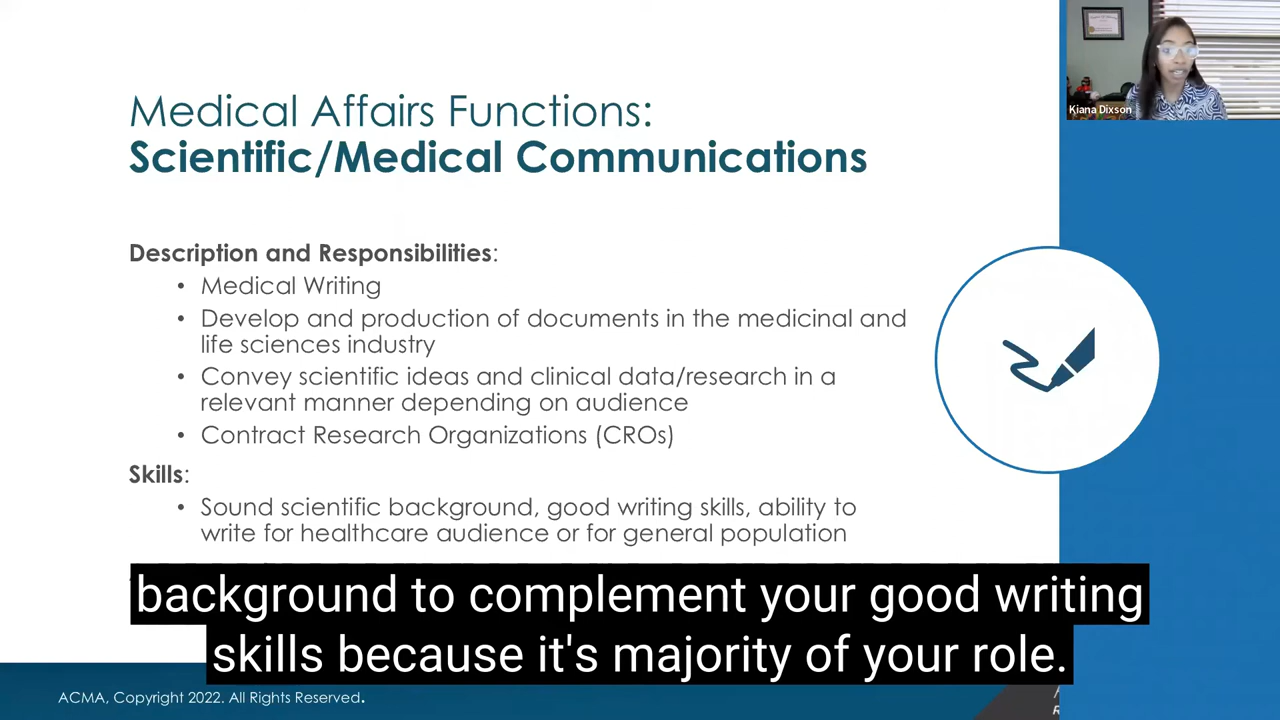 Kiana Dixson
Medical Affairs Functions:
Scientific/Medical Communications
Description and Responsibilities:
• Medical Writing
• Develop and production of documents in the medicinal and
life sciences industry
• Convey scientific ideas and clinical data/research in a
relevant manner depending on audience
• Contract Research Organizations (CROs)
Skills:
• Sound scientific background, good writing skills, ability to
write for healthcare audience or for general population
background to complement your good writing
skills because it's majority of your role.
ACMA, Copyright 2022. All Rights Reserved.